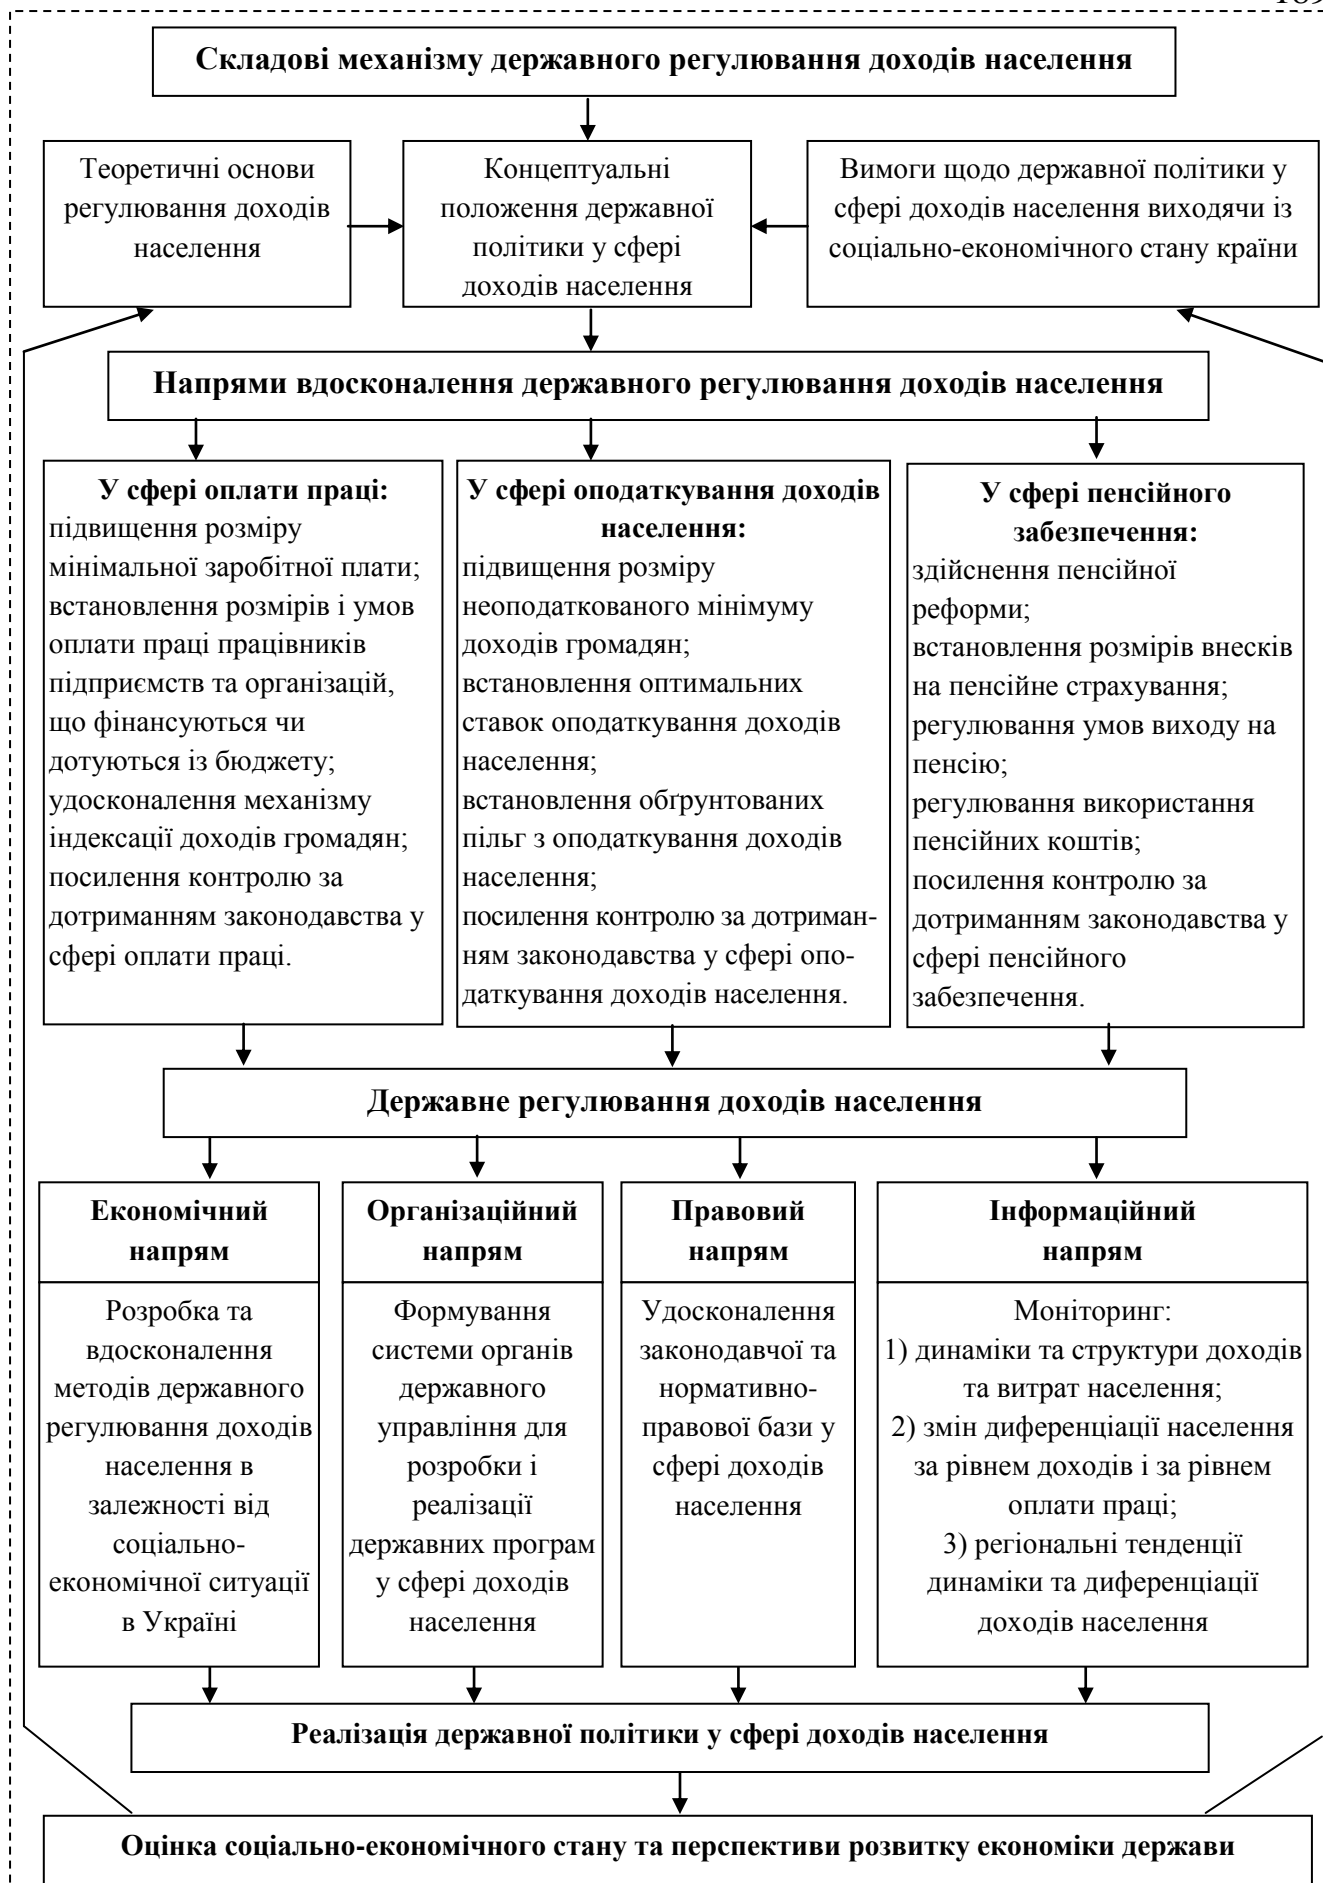 Складові механізму державного регулювання доходів населення
Теоретичні основи
регулювання доходів
населення
Концептуальні
положення державної
політики у сфері
доходів населення
Вимоги щодо державної політики у
сфері доходів населення виходячи із
соціально-економічного стану країни
Напрями вдосконалення державного регулювання доходів населення
У сфері оплати праці:
підвищення розміру
мінімальної заробітної плати;
встановлення розмірів і умов
оплати праці працівників
підприємств та організацій,
що фінансуються чи
дотуються із бюджету;
удосконалення механізму
індексації доходів громадян;
посилення контролю за
дотриманням законодавства у
сфері оплати праці.
У сфері оподаткування доходів
населення:
підвищення розміру
неоподаткованого мінімуму
доходів громадян;
встановлення оптимальних
ставок оподаткування доходів
населення;
встановлення обґрунтованих
пільг з оподаткування доходів
населення;
посилення контролю за дотриман-
ням законодавства у сфері опо-
даткування доходів населення.
У сфері пенсійного
забезпечення:
здійснення пенсійної
реформи;
встановлення розмірів внесків
на пенсійне страхування;
регулювання умов виходу на
пенсію;
регулювання використання
пенсійних коштів;
посилення контролю за
дотриманням законодавства у
сфері пенсійного
забезпечення.
Державне регулювання доходів населення
Економічний
напрям
Розробка та
вдосконалення
методів державного
регулювання доходів
населення в
залежності від
соціально-
економічної ситуації
в Україні
Організаційний
напрям
Формування
системи органів
державного
управління для
розробки і
реалізації
державних програм
у сфері доходів
населення
Правовий
напрям
Удосконалення
законодавчої та
нормативно-
правової бази у
сфері доходів
населення
Інформаційний
напрям
Моніторинг:
1) динаміки та структури доходів
та витрат населення;
2) змін диференціації населення
за рівнем доходів і за рівнем
оплати праці;
3) регіональні тенденції
динаміки та диференціації
доходів населення
Реалізація державної політики у сфері доходів населення
Оцінка соціально-економічного стану та перспективи розвитку економіки держави